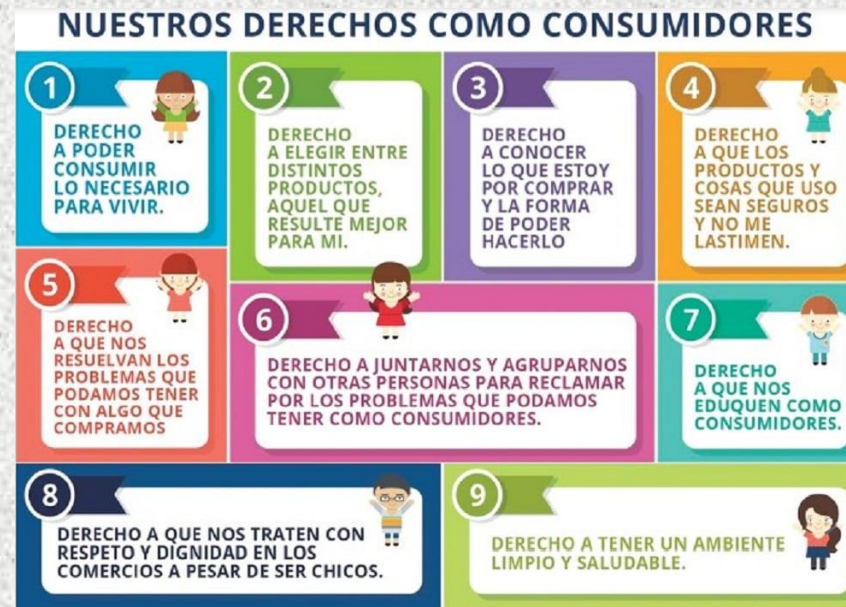 NUESTROS DERECHOS COMO CONSUMIDORES
1
DERECHO
A PODER
CONSUMIR
LO NECESARIO
PARA VIVIR.
2
DERECHO
A ELEGIR ENTRE
DISTINTOS
PRODUCTOS,
AQUEL QUE
RESULTE MEJOR
PARA MI.
3
DERECHO
A CONOCER
LO QUE ESTOY
POR COMPRAR
Y LA FORMA
DE PODER
HACERLO
4
DERECHO
A QUE LOS
PRODUCTOS Y
COSAS QUE USO
SEAN SEGUROS
Y NO ME
LASTIMEN.
5
DERECHO
A QUE NOS
RESUELVAN LOS
PROBLEMAS QUE
PODAMOS TENER
CON ALGO QUE
COMPRAMOS
6
DERECHO A JUNTARNOS Y AGRUPARNOS
CON OTRAS PERSONAS PARA RECLAMAR
POR LOS PROBLEMAS QUE PODAMOS
TENER COMO CONSUMIDORES.
7
DERECHO
A QUE NOS
EDUQUEN COMO
CONSUMIDORES.
8
DERECHO A QUE NOS TRATEN CON
RESPETO Y DIGNIDAD EN LOS
COMERCIOS A PESAR DE SER CHICOS.
9
DERECHO A TENER UN AMBIENTE
LIMPIO Y SALUDABLE.